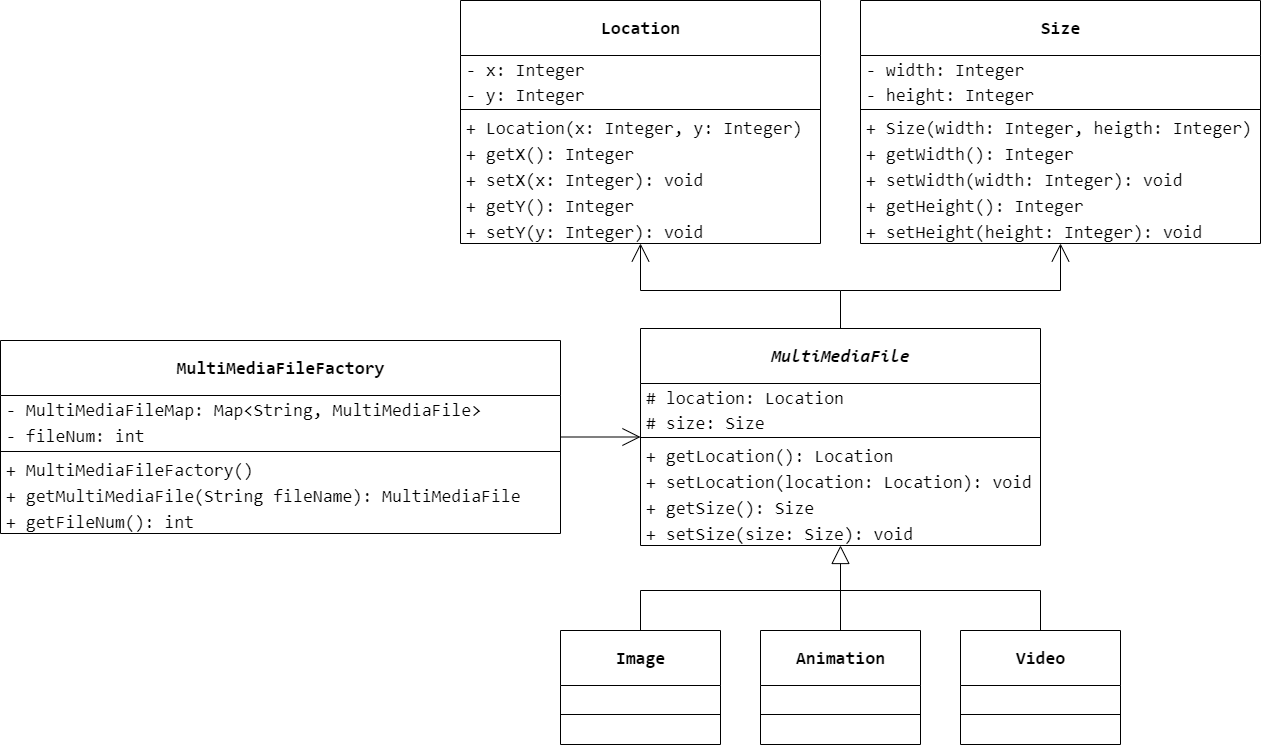 Location
- x: Integer
- y: Integer
+ Location(x: Integer, y: Integer)
+ getX(): Integer
+ setX(x: Integer): void
+ getY(): Integer
+ setY(y: Integer): void
Size
- width: Integer
- height: Integer
+ Size(width: Integer, heigth: Integer)
+ getWidth(): Integer
+ setWidth(width: Integer): void
+ getHeight(): Integer
+ setHeight(height: Integer): void
MultiMediaFileFactory
- MultiMediaFileMap: Map<String, MultiMediaFile>
- fileNum: int
+ MultiMediaFileFactory()
+ getMultiMediaFile(String fileName): MultiMediaFile
+ getFileNum(): int
MultiMediaFile
# location: Location
# size: Size
+ getLocation(): Location
+ setLocation(location: Location): void
+ getSize(): Size
+ setSize(size: Size): void
Image
Animation
Video